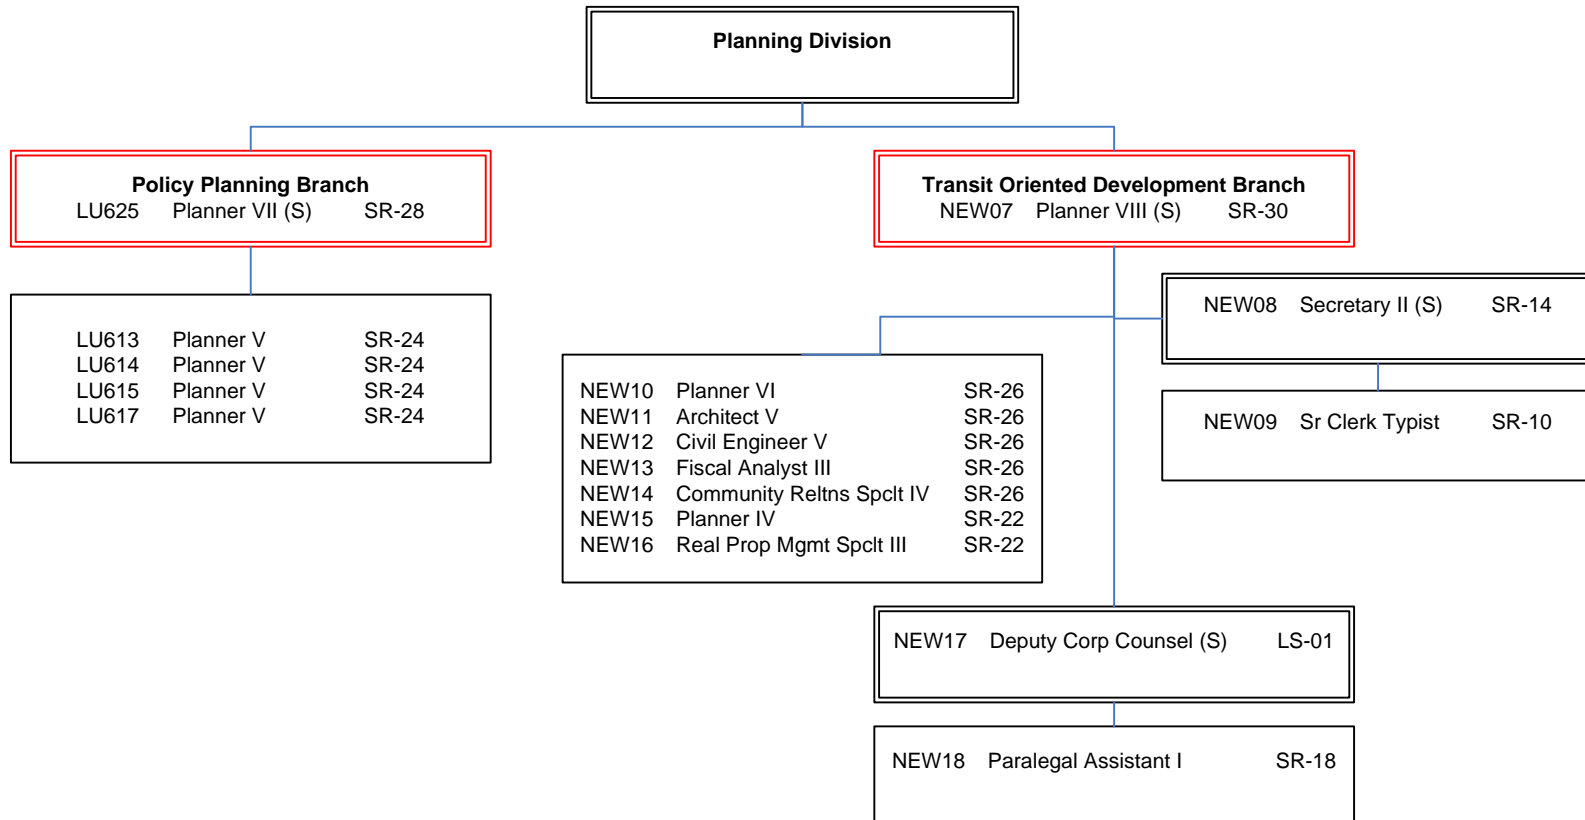 Planning Division
Policy Planning Branch
LU625 Planner VII (S) SR-28
LU613 Planner V SR-24
LU614 Planner V SR-24
LU615 Planner V SR-24
LU617 Planner V SR-24
Transit Oriented Development Branch
NEW07 Planner VIII (S) SR-30
NEW08 Secretary II (S) SR-14
NEW09 Sr Clerk Typist SR-10
NEW10 Planner VI SR-26
NEW11 Architect V SR-26
NEW12 Civil Engineer V SR-26
NEW13 Fiscal Analyst III SR-26
NEW14 Community Reltns Spclt IV SR-26
NEW15 Planner IV SR-22
NEW16 Real Prop Mgmt Spclt III SR-22
NEW17 Deputy Corp Counsel (S) LS-01
NEW18 Paralegal Assistant I SR-18